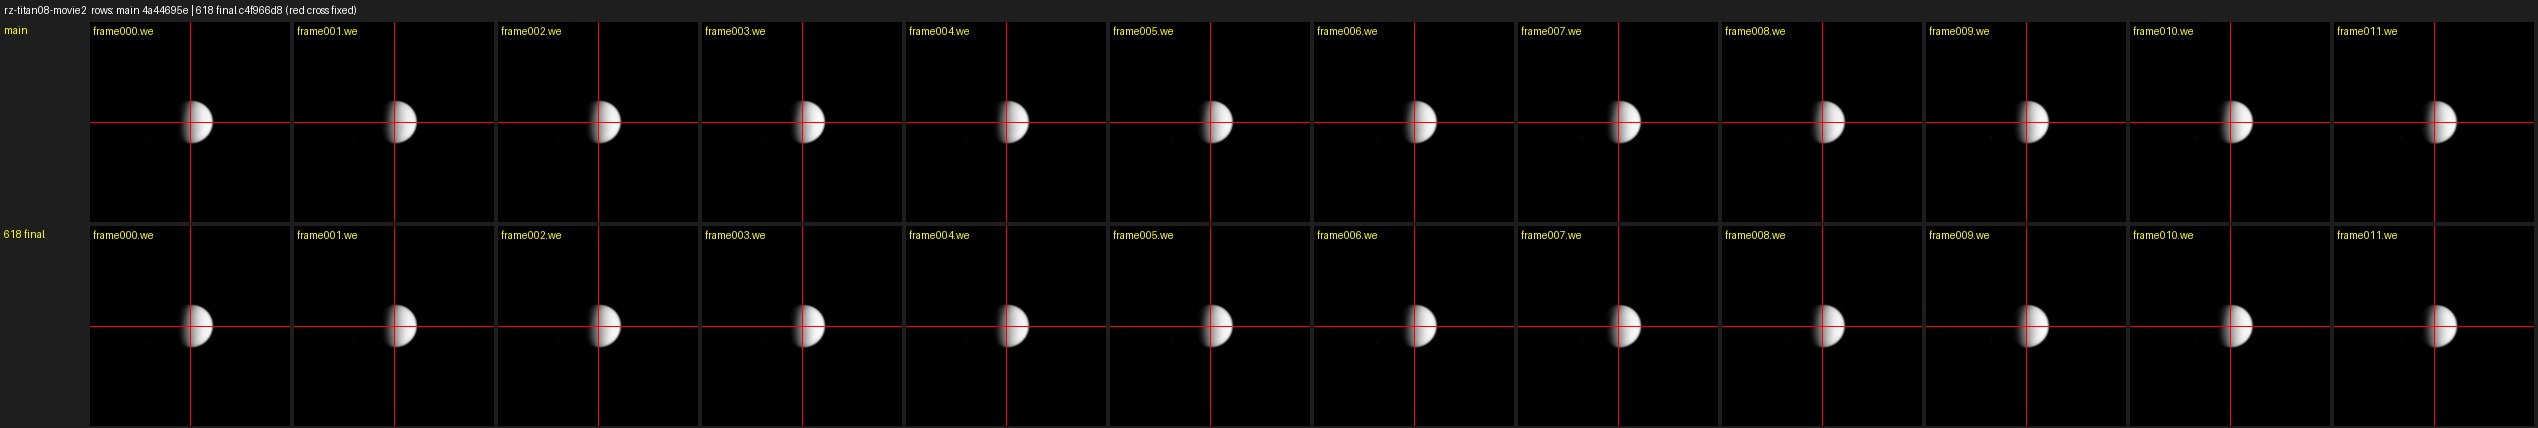 rz-titan08-movie2 rows: main 4a44695e | 618 final c4f966d8 (red cross fixed)
main
frame000.we frame001.we frame002.we frame003.we frame004.we frame005.we frame006.we frame007.we frame008.we frame009.we frame010.we frame011.we
618 final
frame000.we frame001.we frame002.we frame003.we frame004.we frame005.we frame006.we frame007.we frame008.we frame009.we frame010.we frame011.we